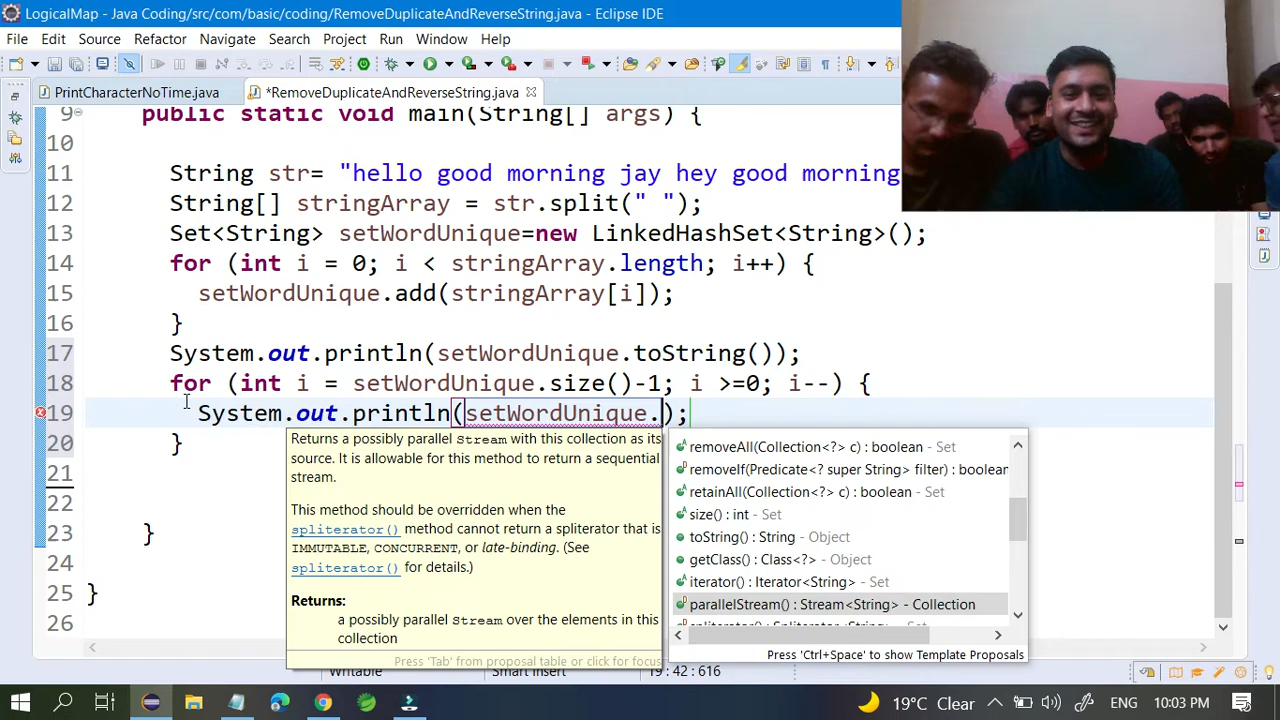 LogicalMap - Java Coding/src/com/basic/coding/RemoveDuplicateAndReverseString.java - Eclipse IDE
File Edit Source Refactor Navigate Search Project Run Window Help
PrintCharacterNoTime.java *RemoveDuplicateAndReverseString.java
9 public static void main(String[] args) {
10
11 String str= "hello good morning jay hey good morning
12 String[] stringArray = str.split(" ");
13 Set<String> setWordUnique=new LinkedHashSet<String>();
14 for (int i = 0; i < stringArray.length; i++) {
15 setWordUnique.add(stringArray[i]);
16 }
17 System.out.println(setWordUnique.toString());
18 for (int i = setWordUnique.size()-1; i >=0; i--) {
19 System.out.println(setWordUnique.);
20 }
21
22
23 }
24
25 }
26
Returns a possibly parallel Stream with this collection as its
source. It is allowable for this method to return a sequential
stream.
This method should be overridden when the
spliterator() method cannot return a spliterator that is
IMMUTABLE, CONCURRENT, or late-binding. (See
spliterator() for details.)
Returns:
a possibly parallel Stream over the elements in this
collection
Press 'Tab' from proposal table or click for focus
removeAll(Collection<?> c) : boolean - Set
removeIf(Predicate<? super String> filter) : boolean
retainAll(Collection<?> c) : boolean - Set
size() : int - Set
toString() : String - Object
getClass() : Class<?> - Object
iterator() : Iterator<String> - Set
parallelStream() : Stream<String> - Collection
Press 'Ctrl+Space' to show Template Proposals
Writable Smart Insert 19 : 42 : 616
19°C Clear ENG 10:03 PM